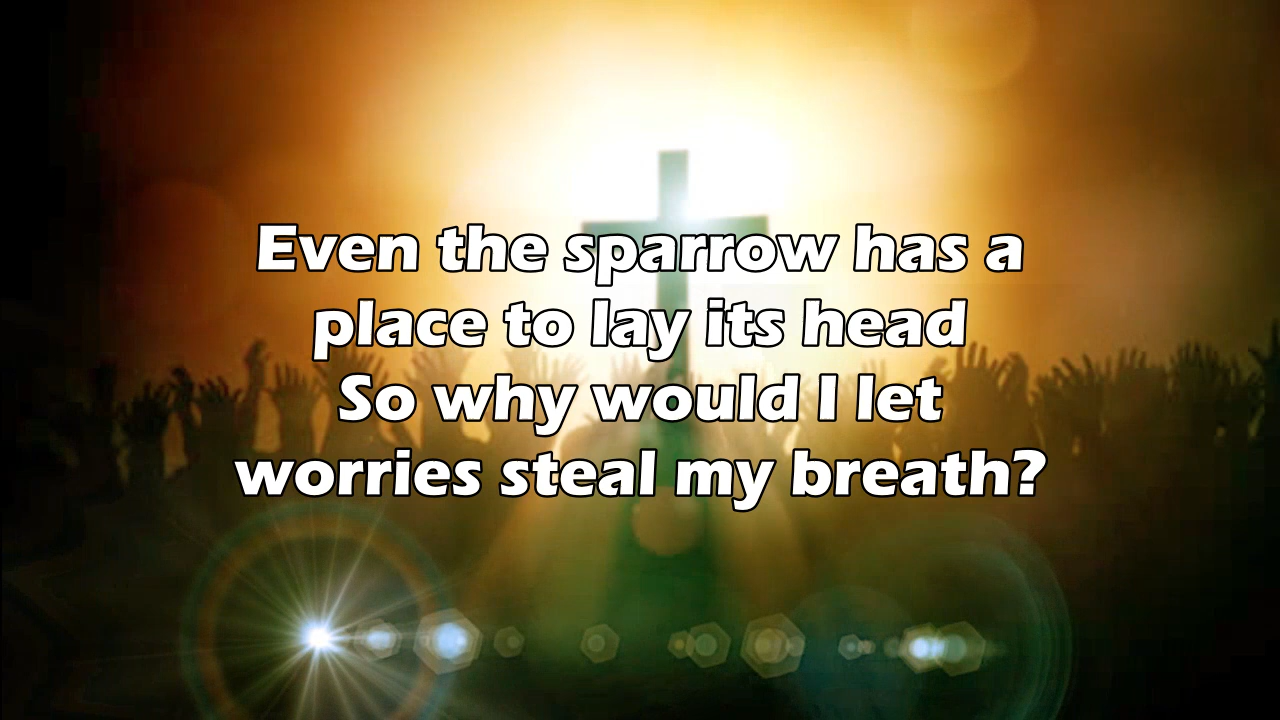 Even the sparrow has a
place to lay its head
So why would I let
worries steal my breath?